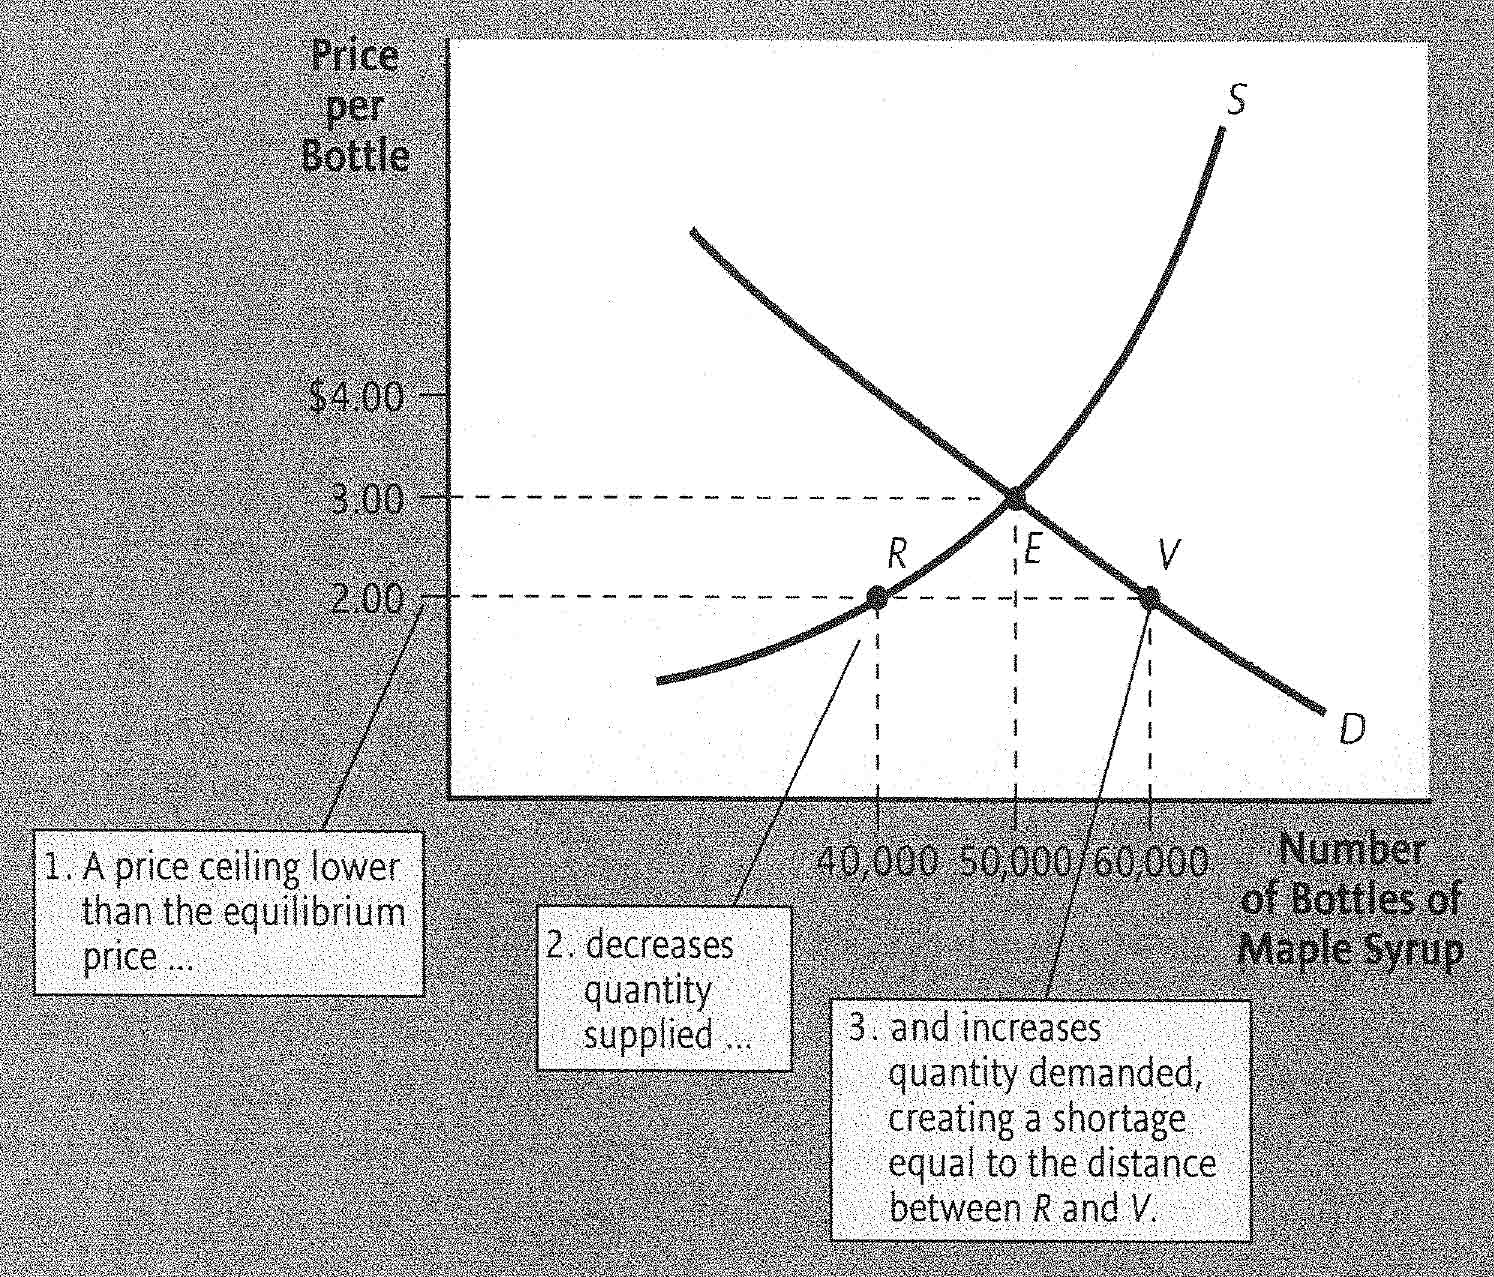 Price
per
Bottle
S
$4.00
3.00
2.00
R
E
V
D
40,000 50,000 60,000
Number
of Bottles of
Maple Syrup
1. A price ceiling lower
than the equilibrium
price ...
2. decreases
quantity
supplied ...
3. and increases
quantity demanded,
creating a shortage
equal to the distance
between R and V.